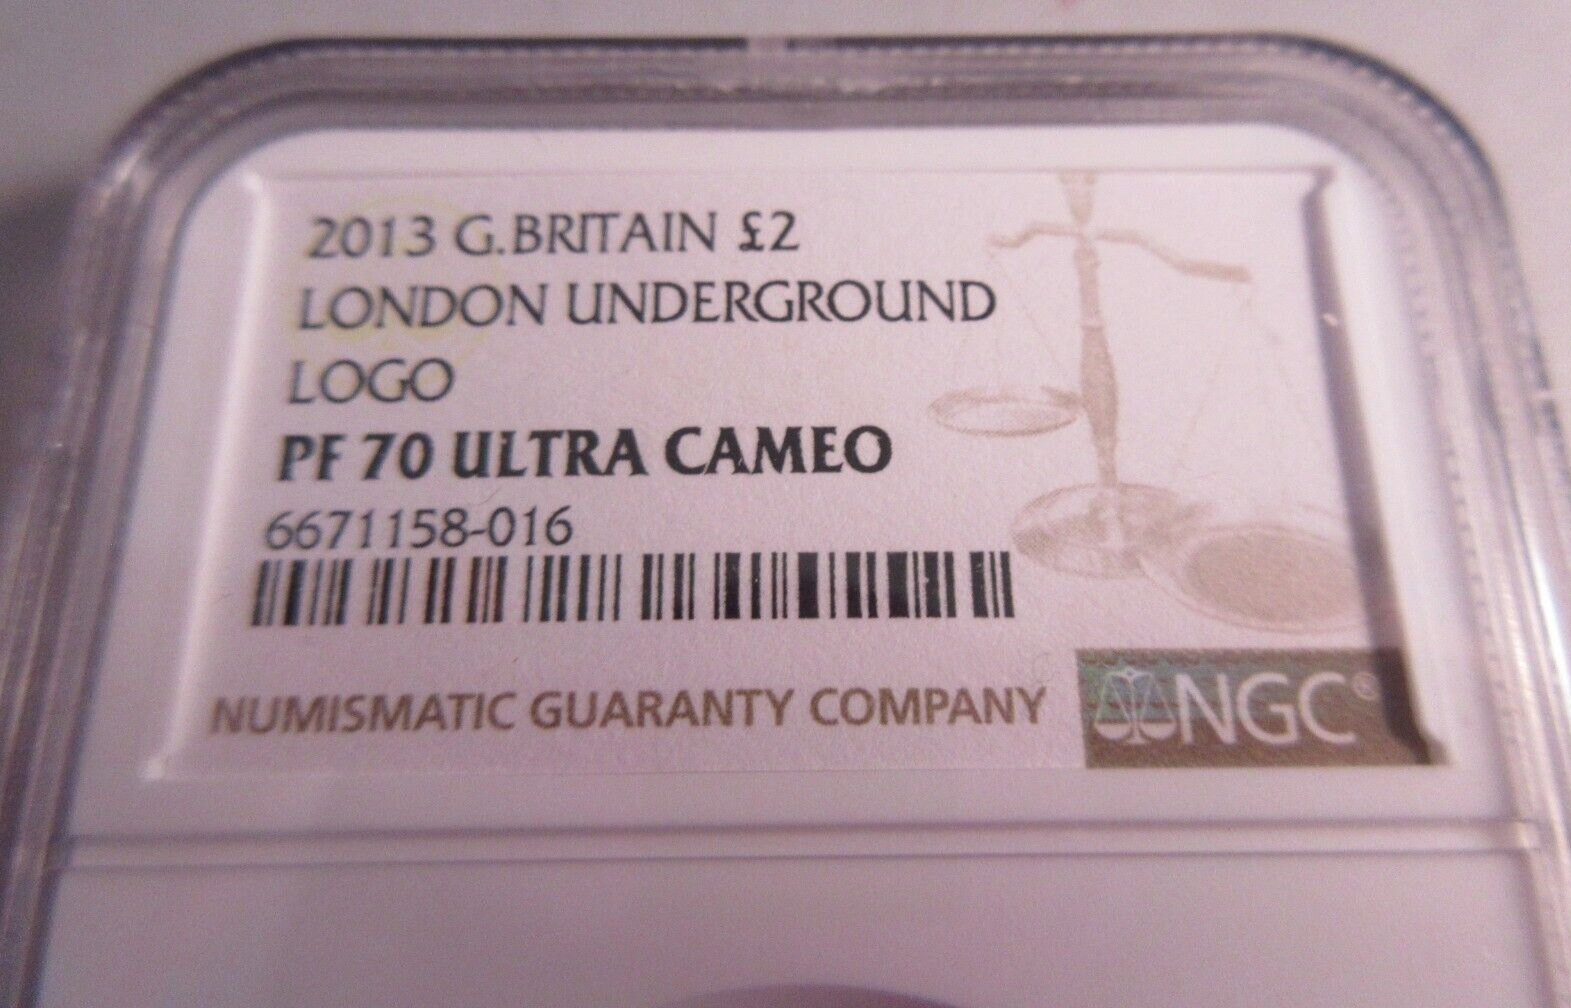 2013 G.BRITAIN £2
LONDON UNDERGROUND
LOGO
PF 70 ULTRA CAMEO
6671158-016
NUMISMATIC GUARANTY COMPANY
NGC®